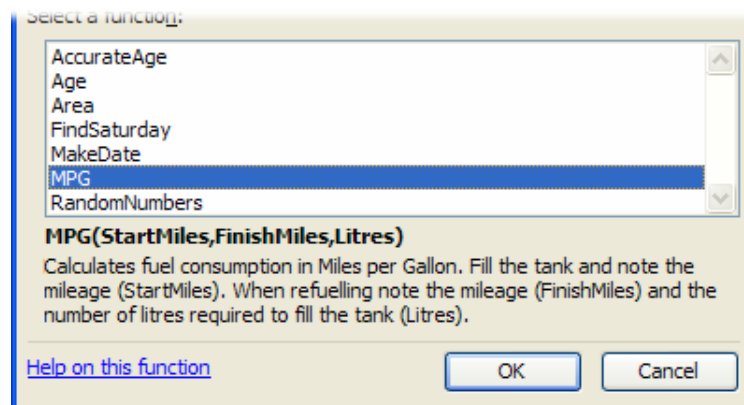 Select a function:
AccurateAge
Age
Area
FindSaturday
MakeDate
MPG
RandomNumbers
MPG(StartMiles,FinishMiles,Litres)
Calculates fuel consumption in Miles per Gallon. Fill the tank and note the
mileage (StartMiles). When refuelling note the mileage (FinishMiles) and the
number of litres required to fill the tank (Litres).
Help on this function
OK
Cancel